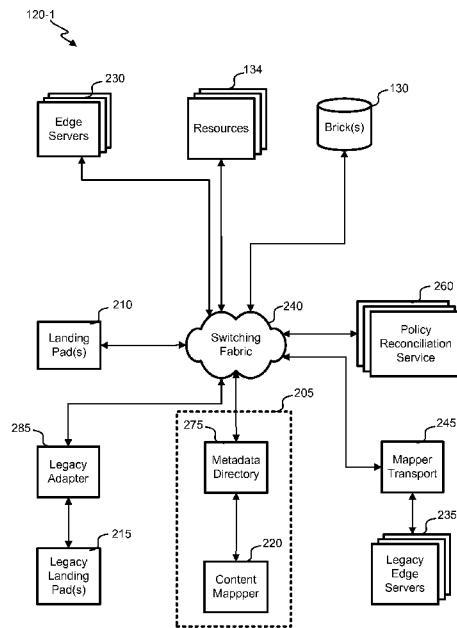 120-1
230
134
130
Edge
Servers
Resources
Brick(s)
210
240
260
Landing
Pad(s)
Switching
Fabric
Policy
Reconciliation
Service
205
285
275
245
Legacy
Adapter
Metadata
Directory
Mapper
Transport
215
220
235
Legacy
Landing
Pad(s)
Content
Mappper
Legacy
Edge
Servers